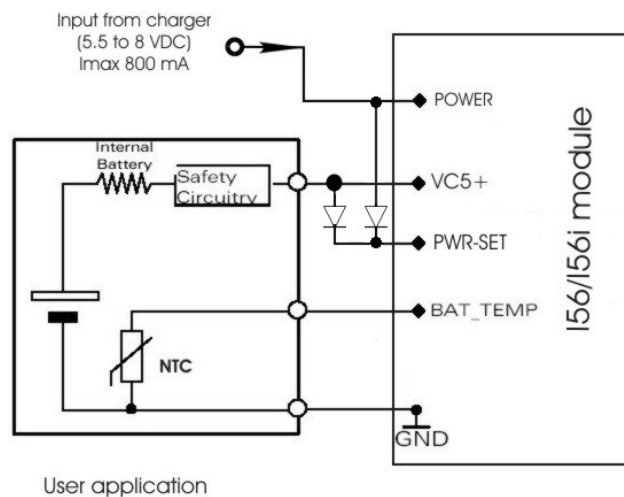 Input from charger
(5.5 to 8 VDC)
Imax 800 mA
POWER
Internal
Battery
Safety
Circuitry
VC5+
PWR-SET
BAT_TEMP
NTC
GND
I56/I56i module
User application